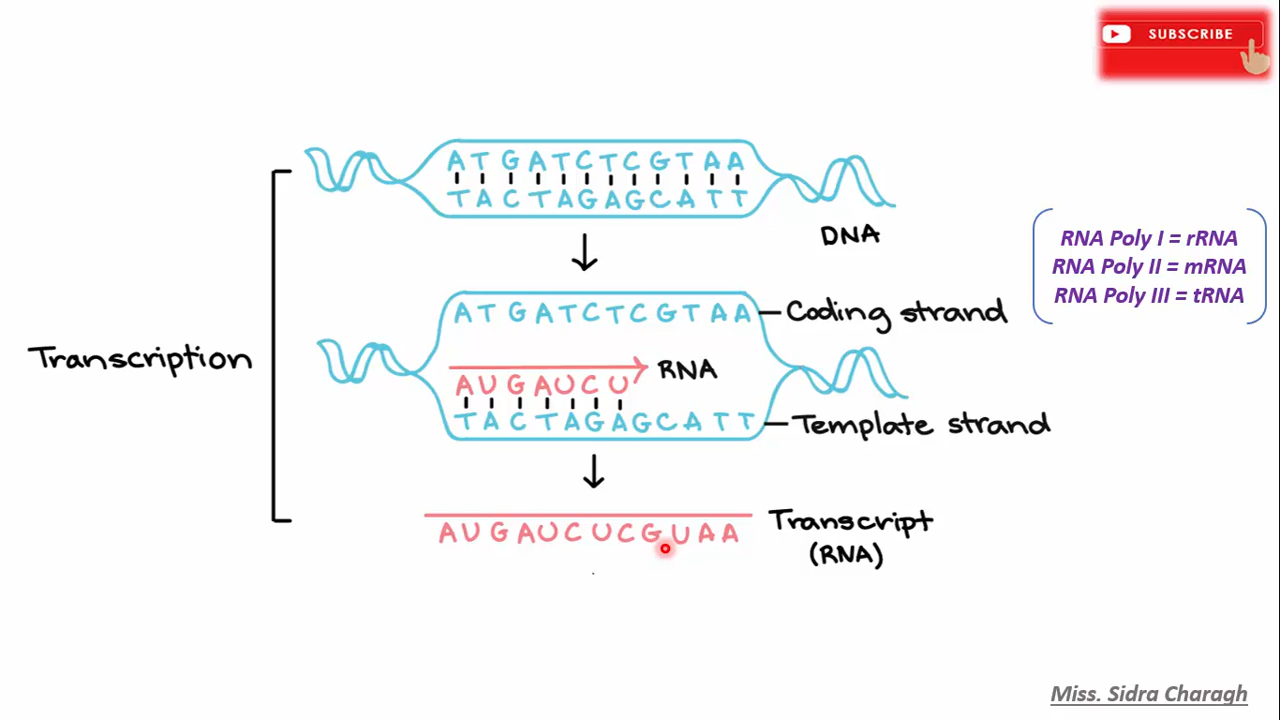 SUBSCRIBE
A T G A T C T C G T A A
T A C T A G A G C A T T
DNA
RNA Poly I = rRNA
RNA Poly II = mRNA
RNA Poly III = tRNA
A T G A T C T C G T A A
Coding strand
Transcription
RNA
A U G A U C U
T A C T A G A G C A T T
Template strand
A U G A U C U C G U A A
Transcript
(RNA)
Miss. Sidra Charagh